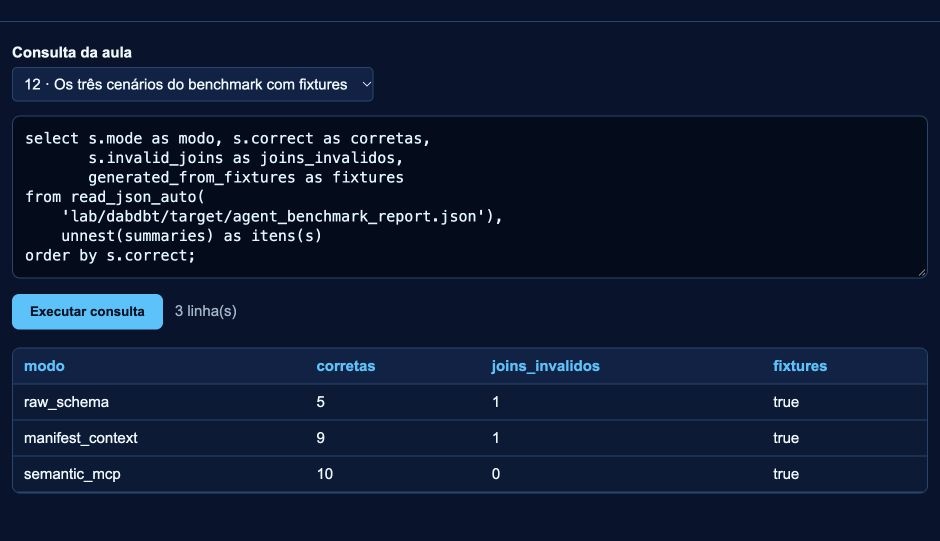 Consulta da aula
12 · Os três cenários do benchmark com fixtures
select s.mode as modo, s.correct as corretas,
       s.invalid_joins as joins_invalidos,
       generated_from_fixtures as fixtures
from read_json_auto(
    'lab/dabdbt/target/agent_benchmark_report.json'),
    unnest(summaries) as itens(s)
order by s.correct;
Executar consulta 3 linha(s)
modo corretas joins_invalidos fixtures
raw_schema 5 1 true
manifest_context 9 1 true
semantic_mcp 10 0 true